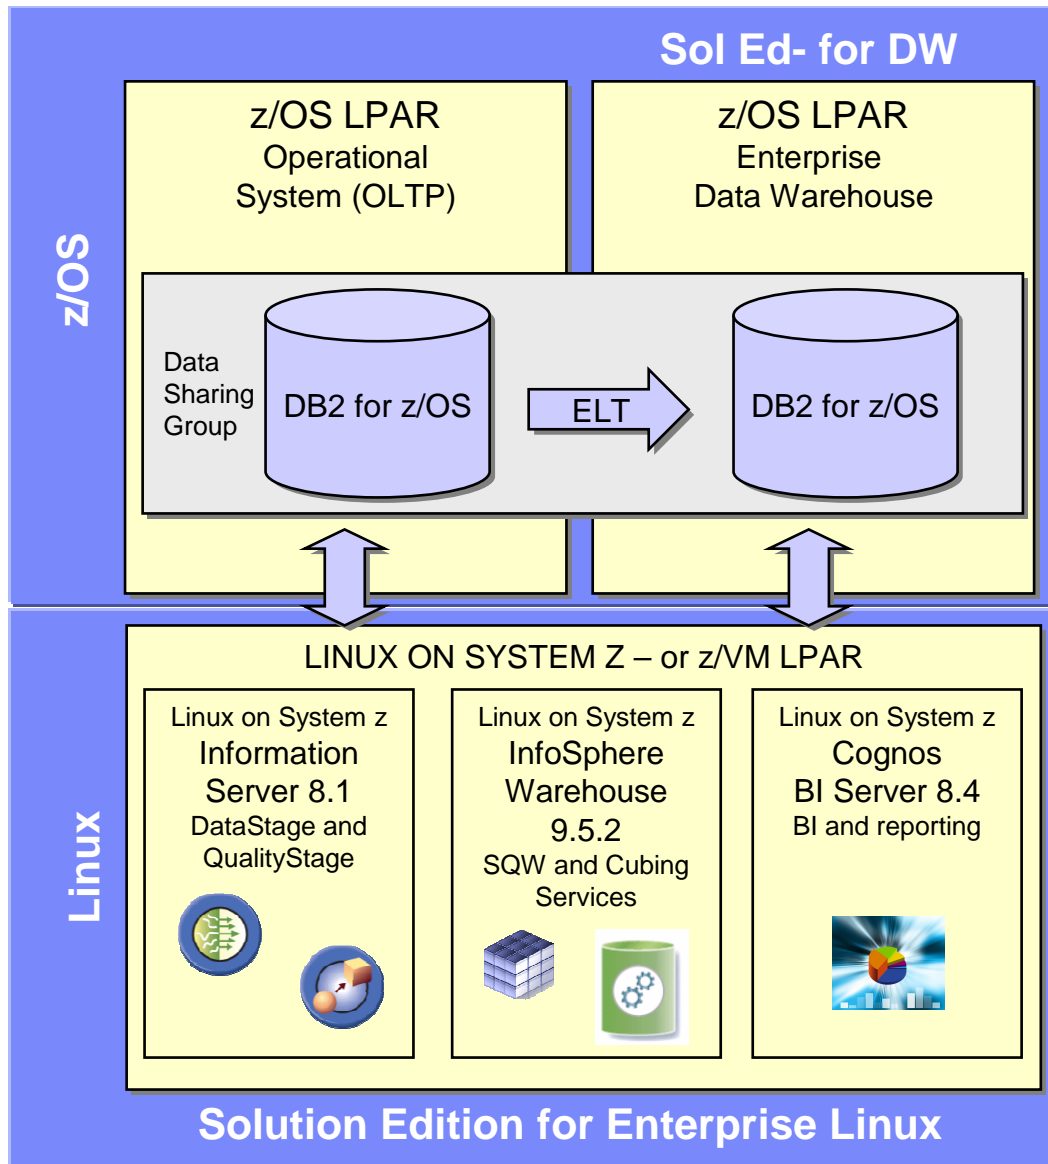 Sol Ed- for DW
z/OS
z/OS LPAR
Operational
System (OLTP)
z/OS LPAR
Enterprise
Data Warehouse
Data
Sharing
Group
DB2 for z/OS
ELT
DB2 for z/OS
Linux
LINUX ON SYSTEM Z – or z/VM LPAR
Linux on System z
Information
Server 8.1
DataStage and
QualityStage
Linux on System z
InfoSphere
Warehouse
9.5.2
SQW and Cubing
Services
Linux on System z
Cognos
BI Server 8.4
BI and reporting
Solution Edition for Enterprise Linux